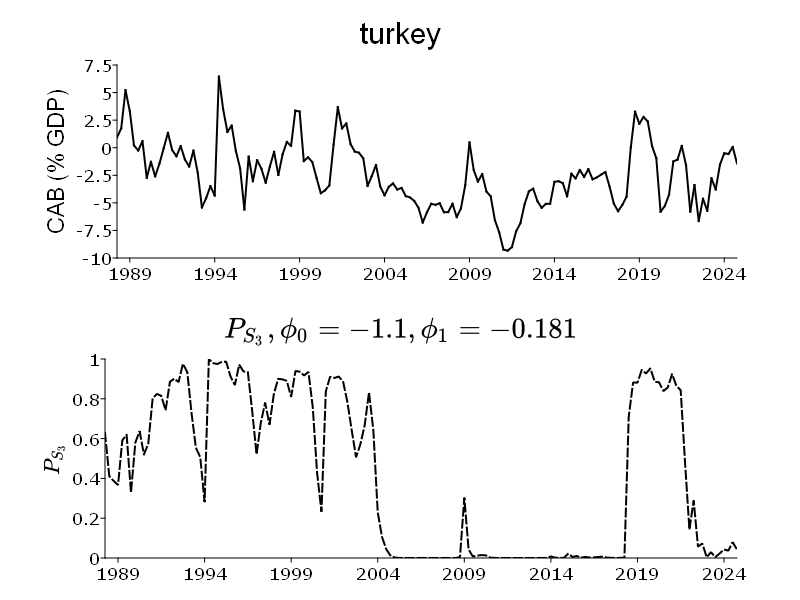 turkey
CAB (% GDP)
7.5
5
2.5
0
-2.5
-5
-7.5
-10
1989 1994 1999 2004 2009 2014 2019 2024
P_{S_3}, ϕ_0 = −1.1, ϕ_1 = −0.181
P_{S_3}
1
0.8
0.6
0.4
0.2
0
1989 1994 1999 2004 2009 2014 2019 2024